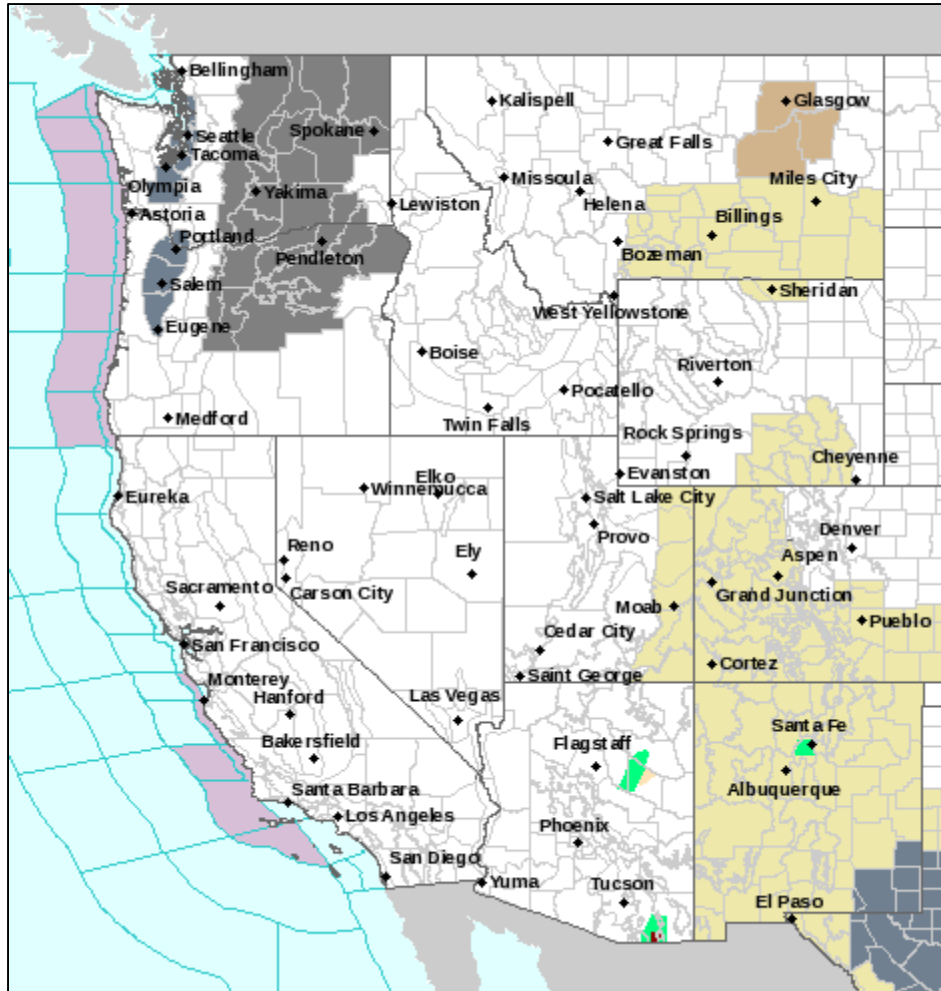 Bellingham
Kalispell
Glasgow
Spokane
Seattle
Great Falls
Tacoma
Missoula
Miles City
Olympia
Yakima
Lewiston
Helena
Astoria
Billings
Portland
Pendleton
Bozeman
Salem
Sheridan
West Yellowstone
Eugene
Boise
Riverton
Pocatello
Medford
Twin Falls
Rock Springs
Cheyenne
Elko
Evanston
Winnemucca
Eureka
Salt Lake City
Denver
Provo
Reno
Ely
Aspen
Sacramento
Carson City
Grand Junction
Moab
Pueblo
Cedar City
San Francisco
Cortez
Saint George
Monterey
Hanford
Las Vegas
Santa Fe
Flagstaff
Bakersfield
Albuquerque
Santa Barbara
Los Angeles
Phoenix
San Diego
Yuma
Tucson
El Paso